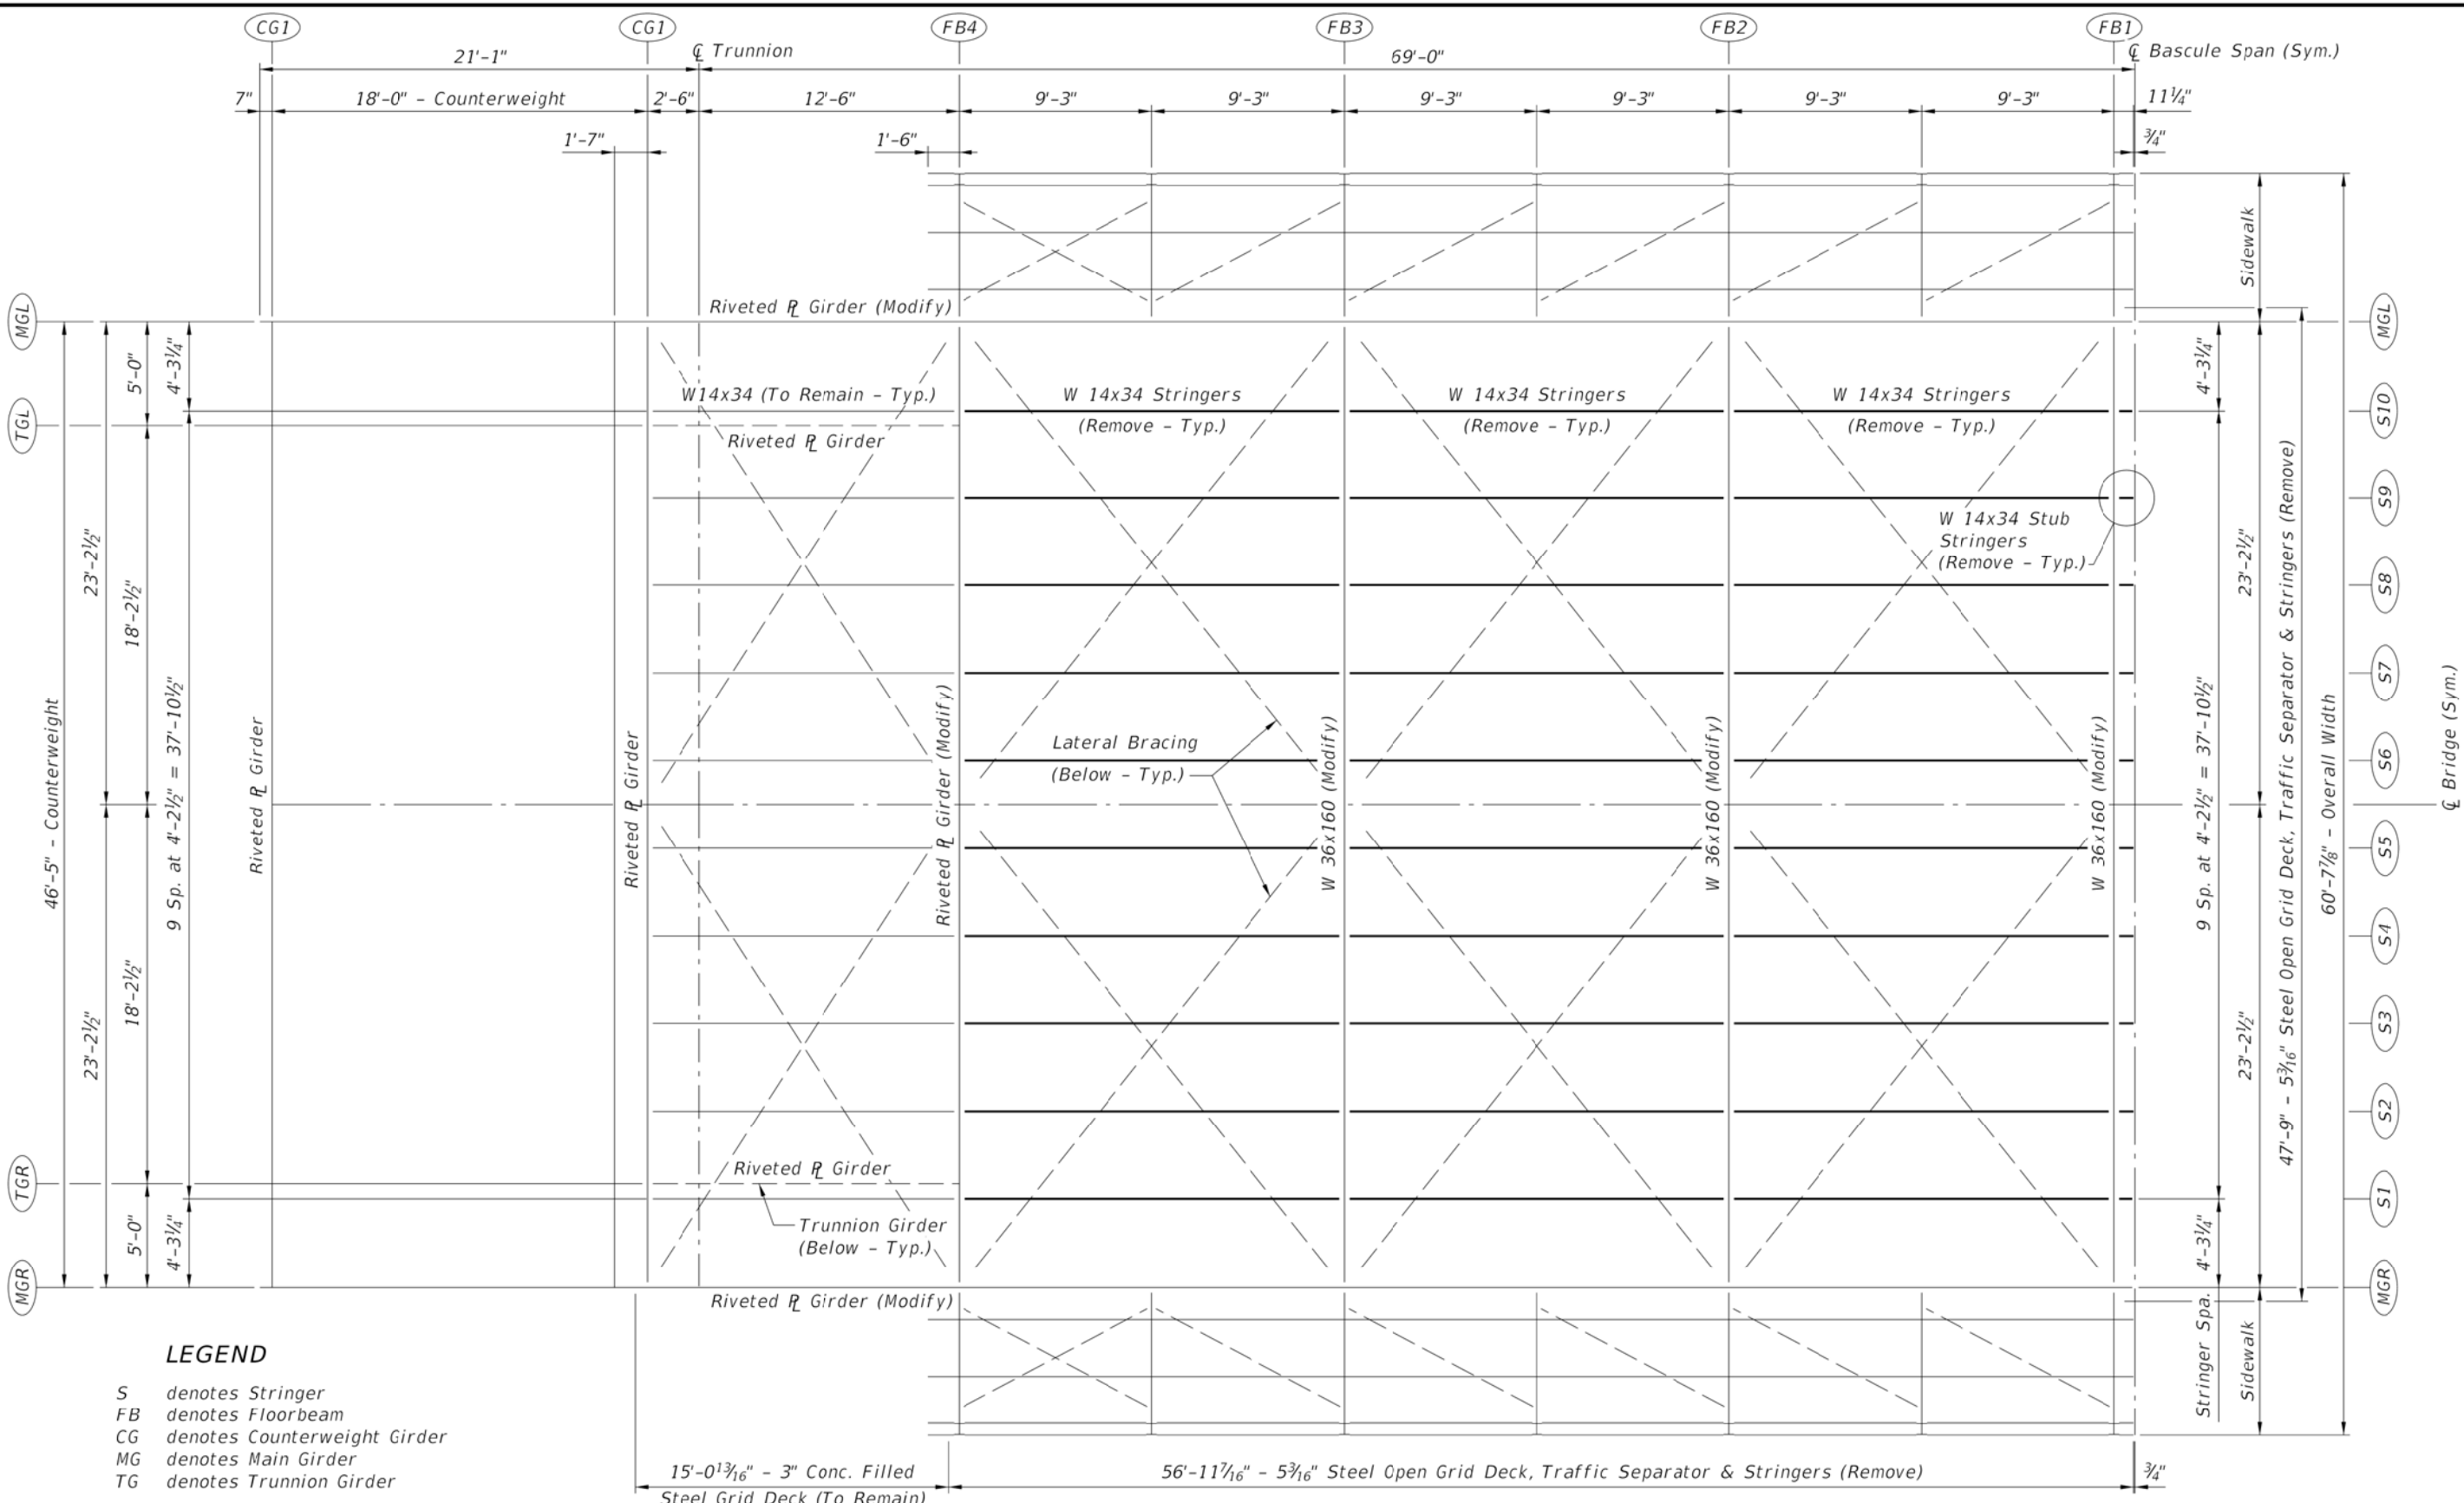 CG1
CG1
FB4
FB3
FB2
FB1
21'-1"
℄ Trunnion
69'-0"
℄ Bascule Span (Sym.)
7"
18'-0" - Counterweight
2'-6"
12'-6"
9'-3"
9'-3"
9'-3"
9'-3"
9'-3"
9'-3"
11¼"
1'-7"
1'-6"
¾"
Sidewalk
MGL
5'-0"
4'-3¼"
Riveted ⅊ Girder (Modify)
4'-3¼"
MGL
TGL
W14x34 (To Remain - Typ.)
W 14x34 Stringers
(Remove - Typ.)
W 14x34 Stringers
(Remove - Typ.)
W 14x34 Stringers
(Remove - Typ.)
S10
Riveted ⅊ Girder
S9
W 14x34 Stub
Stringers
(Remove - Typ.)
S8
23'-2½"
18'-2½"
23'-2½"
S7
46'-5" - Counterweight
9 Sp. at 4'-2½" = 37'-10½"
Riveted ⅊ Girder
Riveted ⅊ Girder
Riveted ⅊ Girder (Modify)
Lateral Bracing
(Below - Typ.)
W 36x160 (Modify)
W 36x160 (Modify)
W 36x160 (Modify)
9 Sp. at 4'-2½" = 37'-10½"
47'-9" - 5³⁄₁₆" Steel Open Grid Deck, Traffic Separator & Stringers (Remove)
60'-7⅞" - Overall Width
S6
℄ Bridge (Sym.)
S5
S4
23'-2½"
18'-2½"
23'-2½"
S3
S2
TGR
Riveted ⅊ Girder
S1
5'-0"
4'-3¼"
Trunnion Girder
(Below - Typ.)
4'-3¼"
MGR
Riveted ⅊ Girder (Modify)
MGR
Stringer Spa.
Sidewalk
LEGEND
S denotes Stringer
FB denotes Floorbeam
CG denotes Counterweight Girder
MG denotes Main Girder
TG denotes Trunnion Girder
15'-0¹³⁄₁₆" - 3" Conc. Filled
Steel Grid Deck (To Remain)
56'-11⁷⁄₁₆" - 5³⁄₁₆" Steel Open Grid Deck, Traffic Separator & Stringers (Remove)
¾"